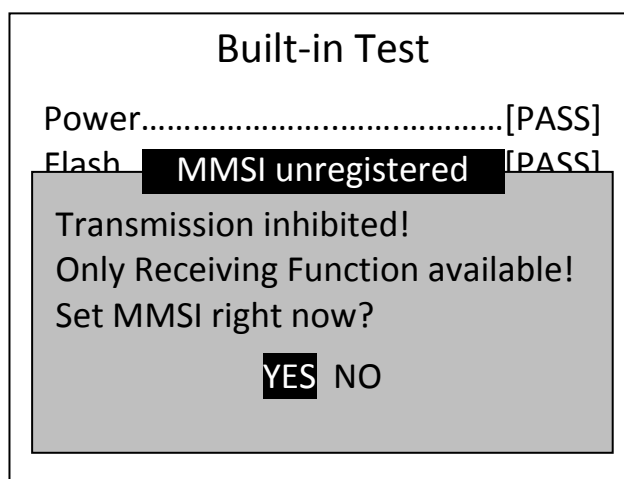 Built-in Test
Power……………………………………[PASS]
Flash [PASS]
MMSI unregistered
Transmission inhibited!
Only Receiving Function available!
Set MMSI right now?
YES NO